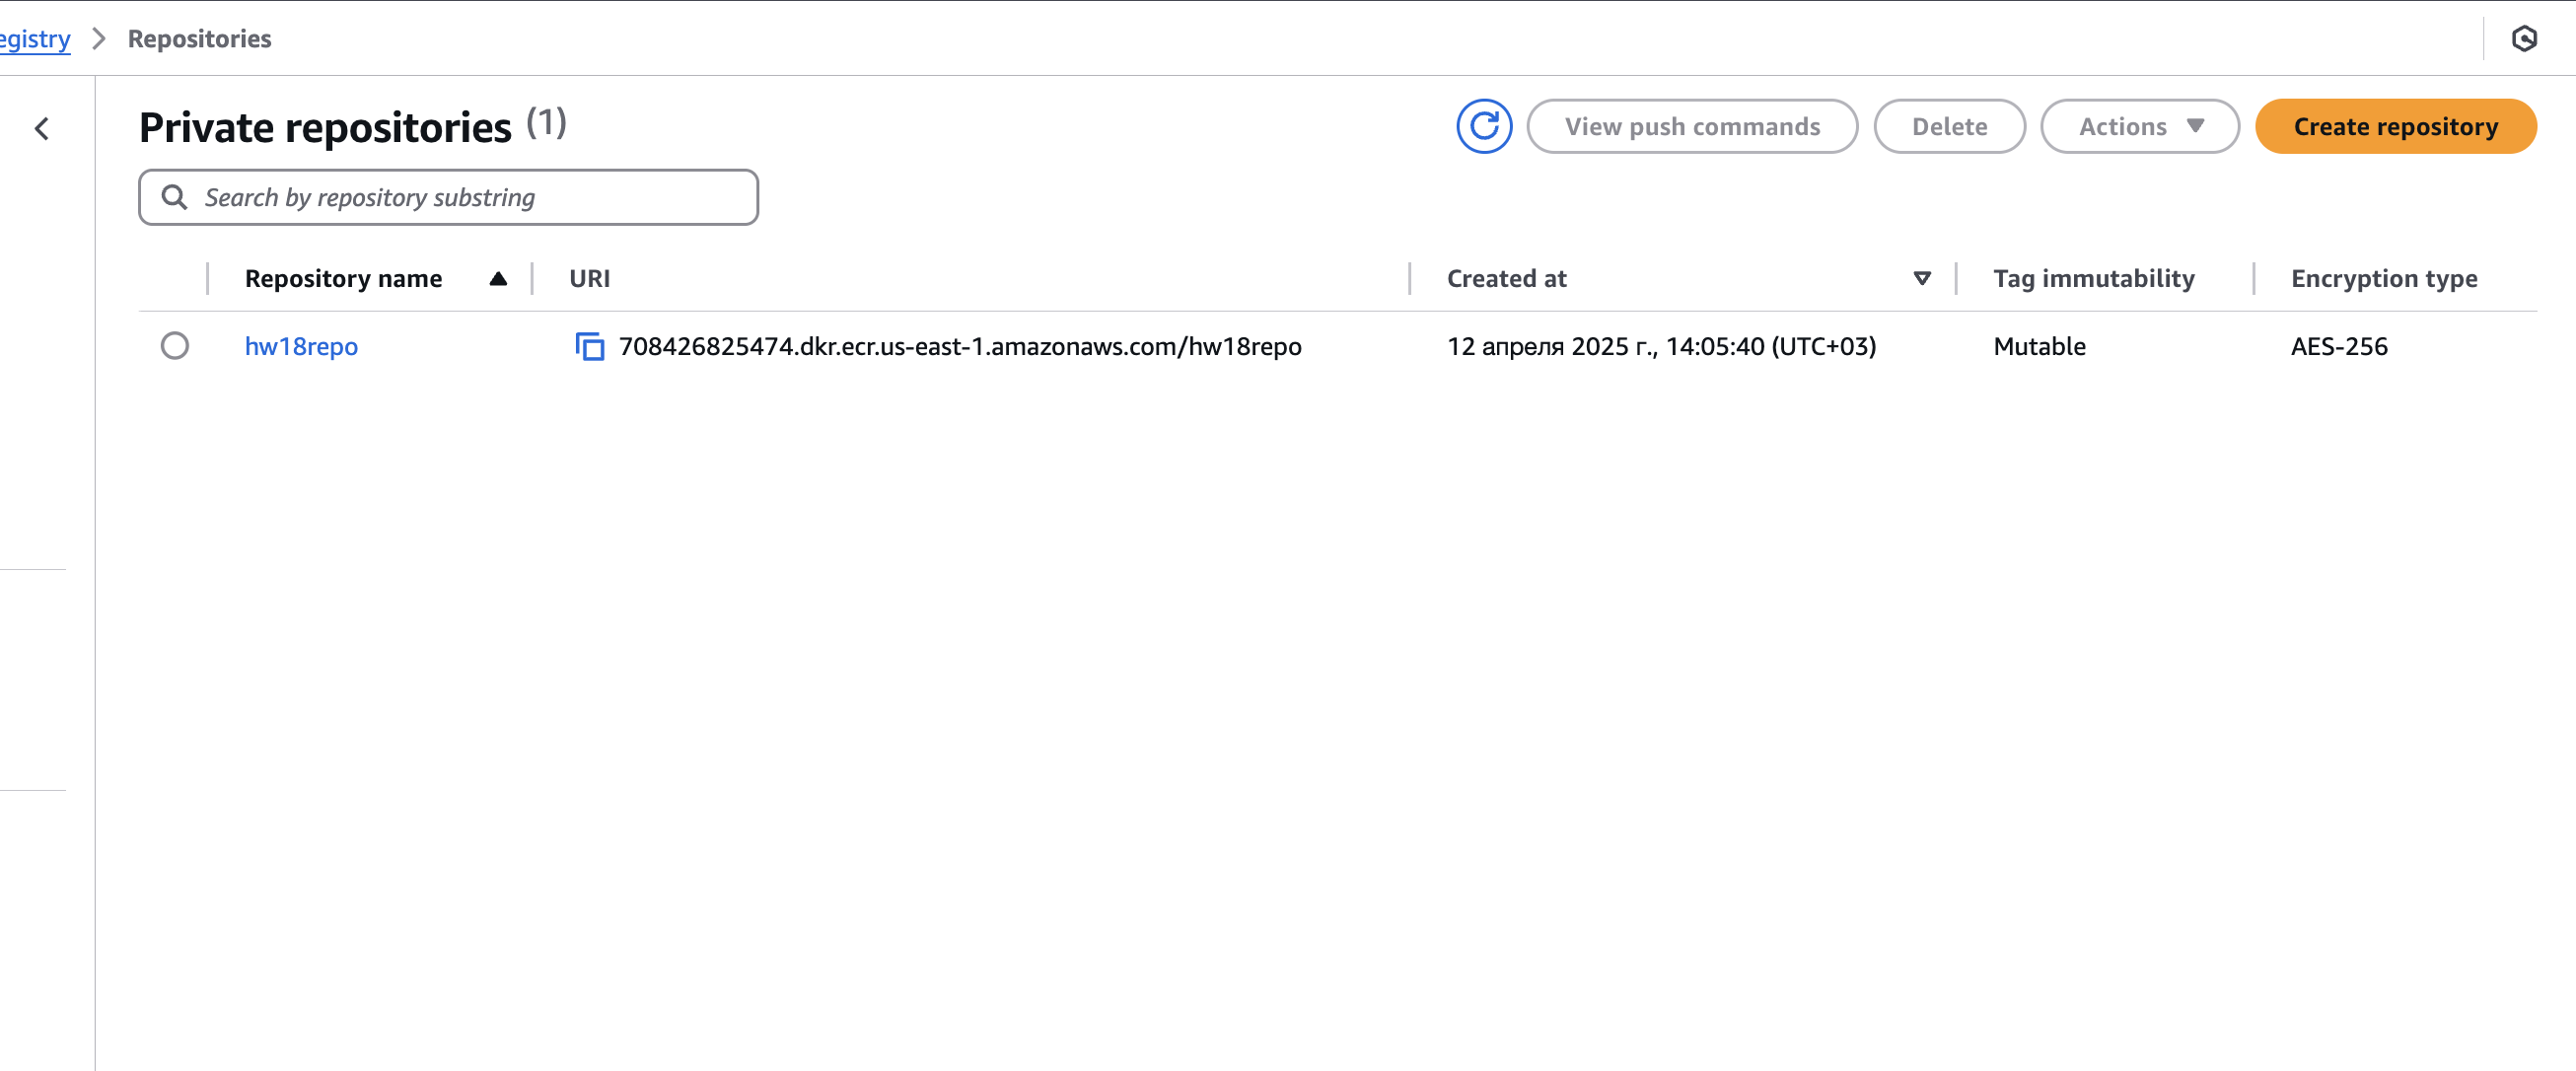 egistry > Repositories
Private repositories (1)
View push commands
Delete
Actions
Create repository
Search by repository substring
Repository name URI Created at Tag immutability Encryption type
hw18repo 708426825474.dkr.ecr.us-east-1.amazonaws.com/hw18repo 12 апреля 2025 г., 14:05:40 (UTC+03) Mutable AES-256